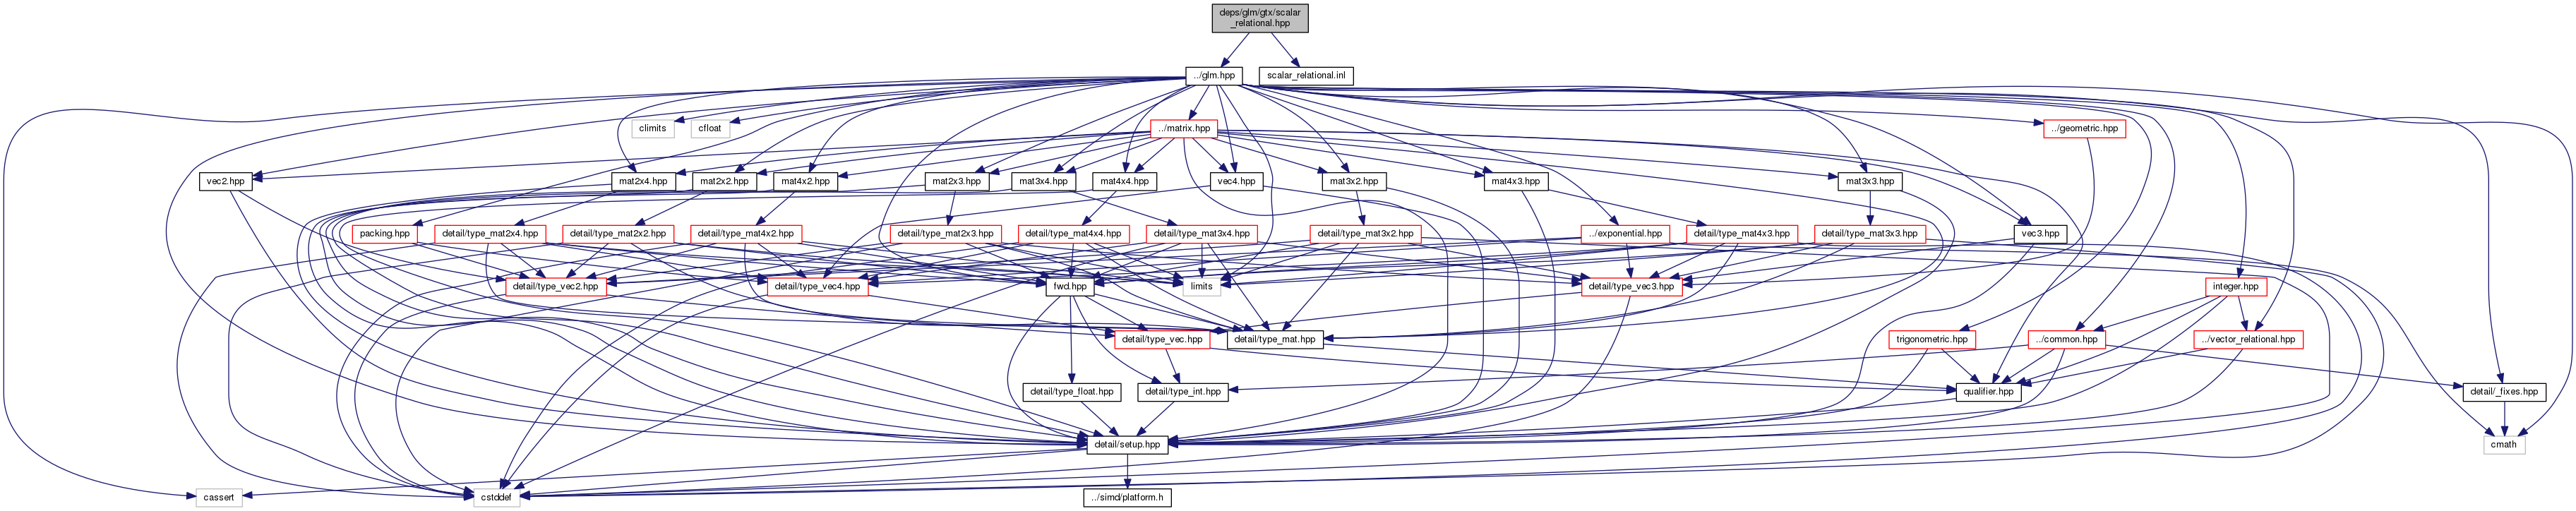 deps/glm/gtx/scalar
_relational.hpp
../glm.hpp
scalar_relational.inl
climits
cfloat
../matrix.hpp
../geometric.hpp
vec2.hpp
mat2x4.hpp
mat2x2.hpp
mat4x2.hpp
mat2x3.hpp
mat3x4.hpp
mat4x4.hpp
vec4.hpp
mat3x2.hpp
mat4x3.hpp
mat3x3.hpp
packing.hpp
detail/type_mat2x4.hpp
detail/type_mat2x2.hpp
detail/type_mat4x2.hpp
detail/type_mat2x3.hpp
detail/type_mat4x4.hpp
detail/type_mat3x4.hpp
detail/type_mat3x2.hpp
../exponential.hpp
detail/type_mat4x3.hpp
detail/type_mat3x3.hpp
vec3.hpp
detail/type_vec2.hpp
detail/type_vec4.hpp
fwd.hpp
limits
detail/type_vec3.hpp
integer.hpp
detail/type_vec.hpp
detail/type_mat.hpp
trigonometric.hpp
../common.hpp
../vector_relational.hpp
detail/type_float.hpp
detail/type_int.hpp
qualifier.hpp
detail/_fixes.hpp
detail/setup.hpp
cmath
cassert
cstddef
../simd/platform.h